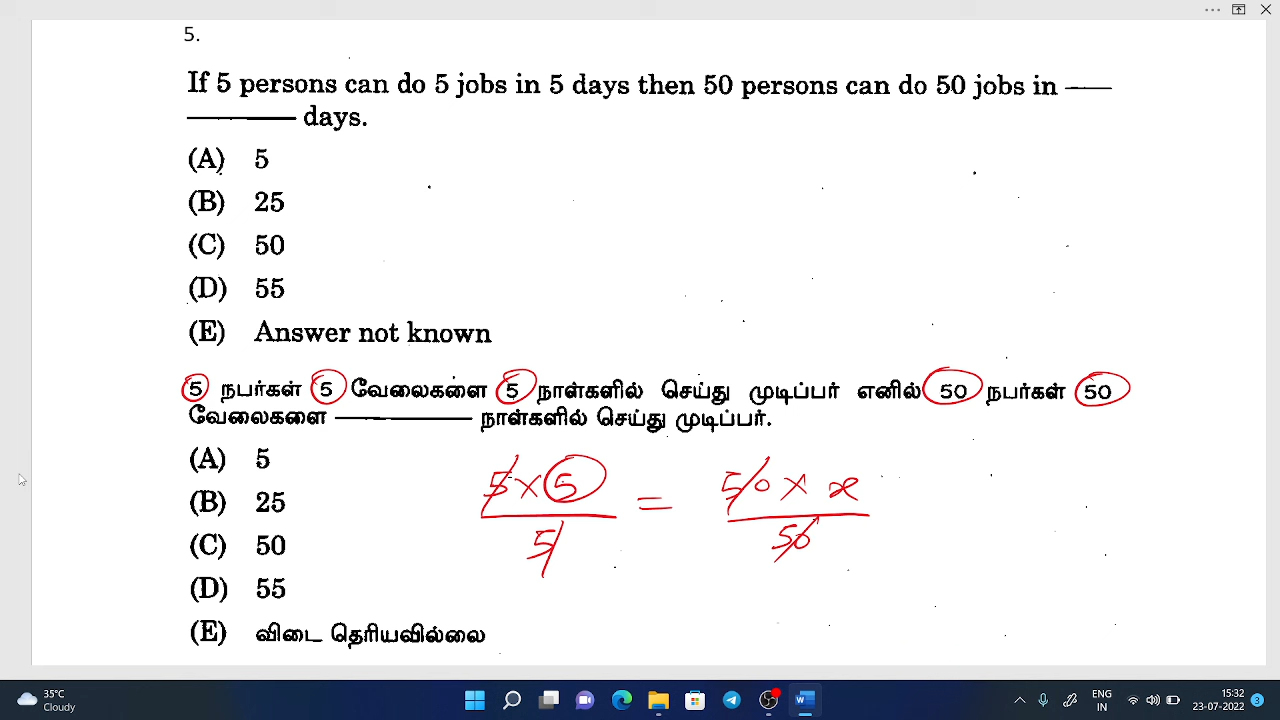 5.
If 5 persons can do 5 jobs in 5 days then 50 persons can do 50 jobs in ——
———— days.
(A) 5
(B) 25
(C) 50
(D) 55
(E) Answer not known
5 நபர்கள் 5 வேலைகளை 5 நாள்களில் செய்து முடிப்பர் எனில் 50 நபர்கள் 50
வேலைகளை ———— நாள்களில் செய்து முடிப்பர்.
(A) 5
(B) 25
(C) 50
(D) 55
(E) விடை தெரியவில்லை
5 × 5 / 5 = 50 × x / 50
35°C
Cloudy
ENG
IN
15:32
23-07-2022
3